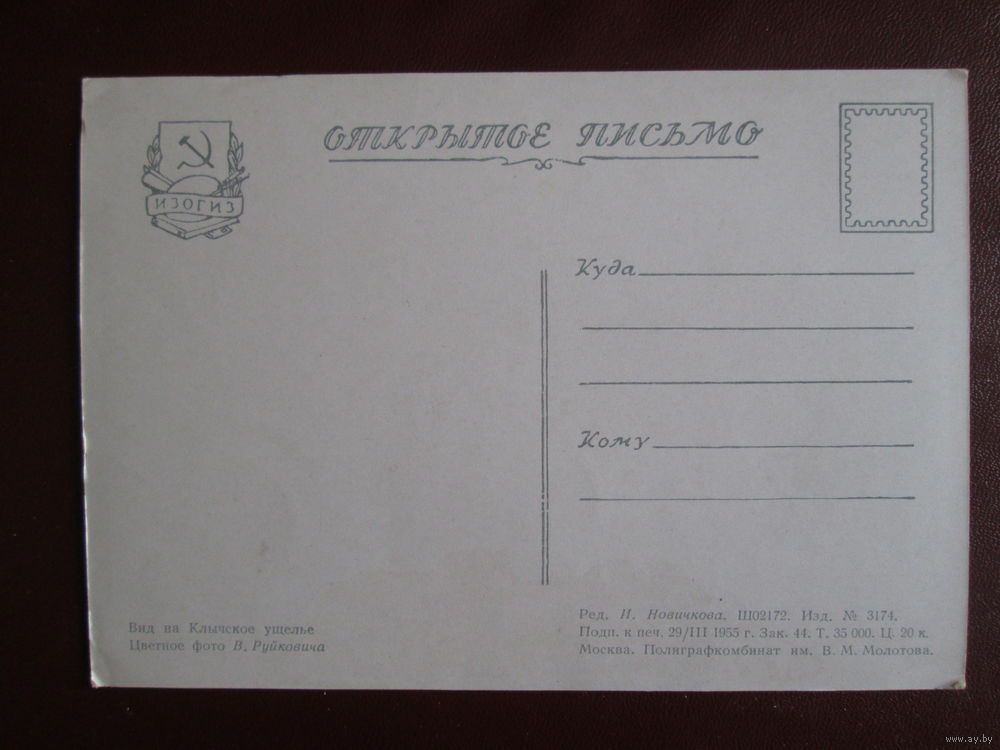 ОТКРЫТОЕ ПИСЬМО
ИЗОГИЗ
Куда
Кому
Вид на Клычское ущелье
Цветное фото В. Руйковича
Ред. И. Новичкова. Ш02172. Изд. № 3174.
Подп. к печ. 29/III 1955 г. Зак. 44. Т. 35 000. Ц. 20 к.
Москва. Полиграфкомбинат им. В. М. Молотова.
www.ay.by